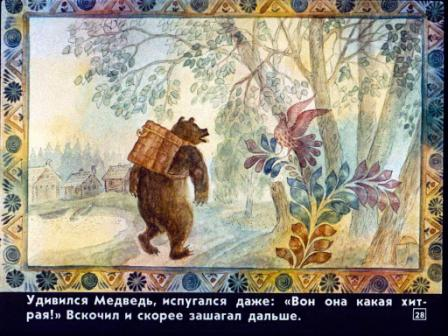 Удивился Медведь, испугался даже: «Вон она какая хит-
рая!» Вскочил и скорее зашагал дальше.
28